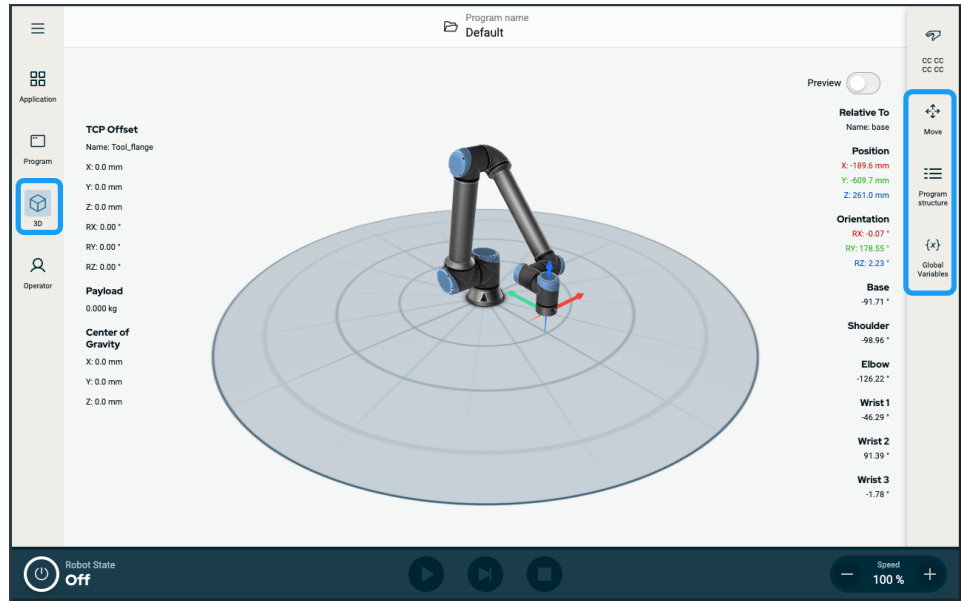 Program name
Default
Application
Program
3D
Operator
TCP Offset
Name: Tool_flange
X: 0.0 mm
Y: 0.0 mm
Z: 0.0 mm
RX: 0.00 °
RY: 0.00 °
RZ: 0.00 °
Payload
0.000 kg
Center of
Gravity
X: 0.0 mm
Y: 0.0 mm
Z: 0.0 mm
Preview
Relative To
Name: base
Position
X: -189.6 mm
Y: -609.7 mm
Z: 261.0 mm
Orientation
RX: -0.07 °
RY: 178.55 °
RZ: 2.23 °
Base
-91.71 °
Shoulder
-98.96 °
Elbow
-126.22 °
Wrist 1
-46.29 °
Wrist 2
91.39 °
Wrist 3
-1.78 °
CC CC
CC CC
Move
Program
structure
{x}
Global
Variables
Robot State
Off
Speed
100 %